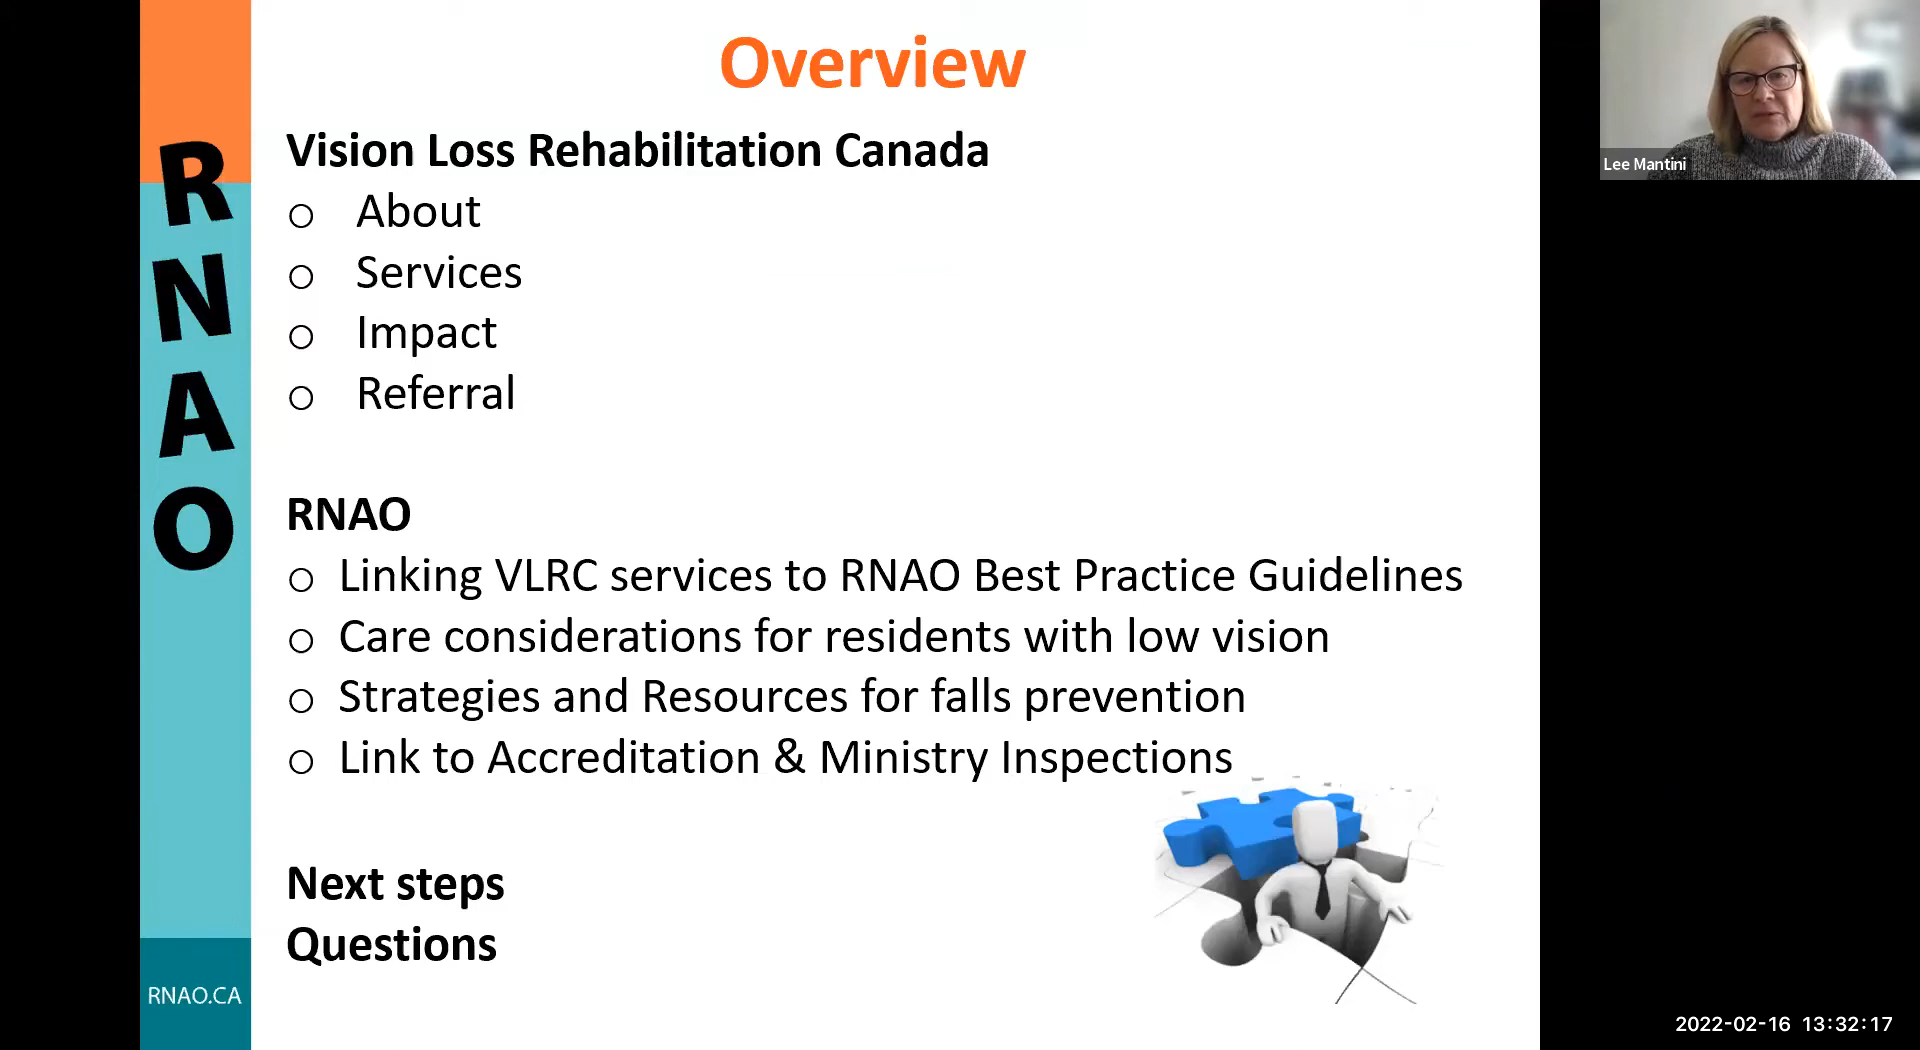 Overview
Vision Loss Rehabilitation Canada
o About
o Services
o Impact
o Referral
RNAO
o Linking VLRC services to RNAO Best Practice Guidelines
o Care considerations for residents with low vision
o Strategies and Resources for falls prevention
o Link to Accreditation & Ministry Inspections
Next steps
Questions
RNAO
RNAO.CA
Lee Mantini
2022-02-16 13:32:17